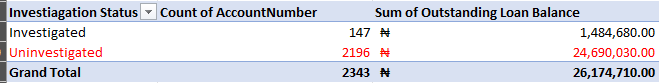 Investiagation Status Count of AccountNumber Sum of Outstanding Loan Balance
Investigated 147 ₦ 1,484,680.00
Uninvestigated 2196 ₦ 24,690,030.00
Grand Total 2343 ₦ 26,174,710.00